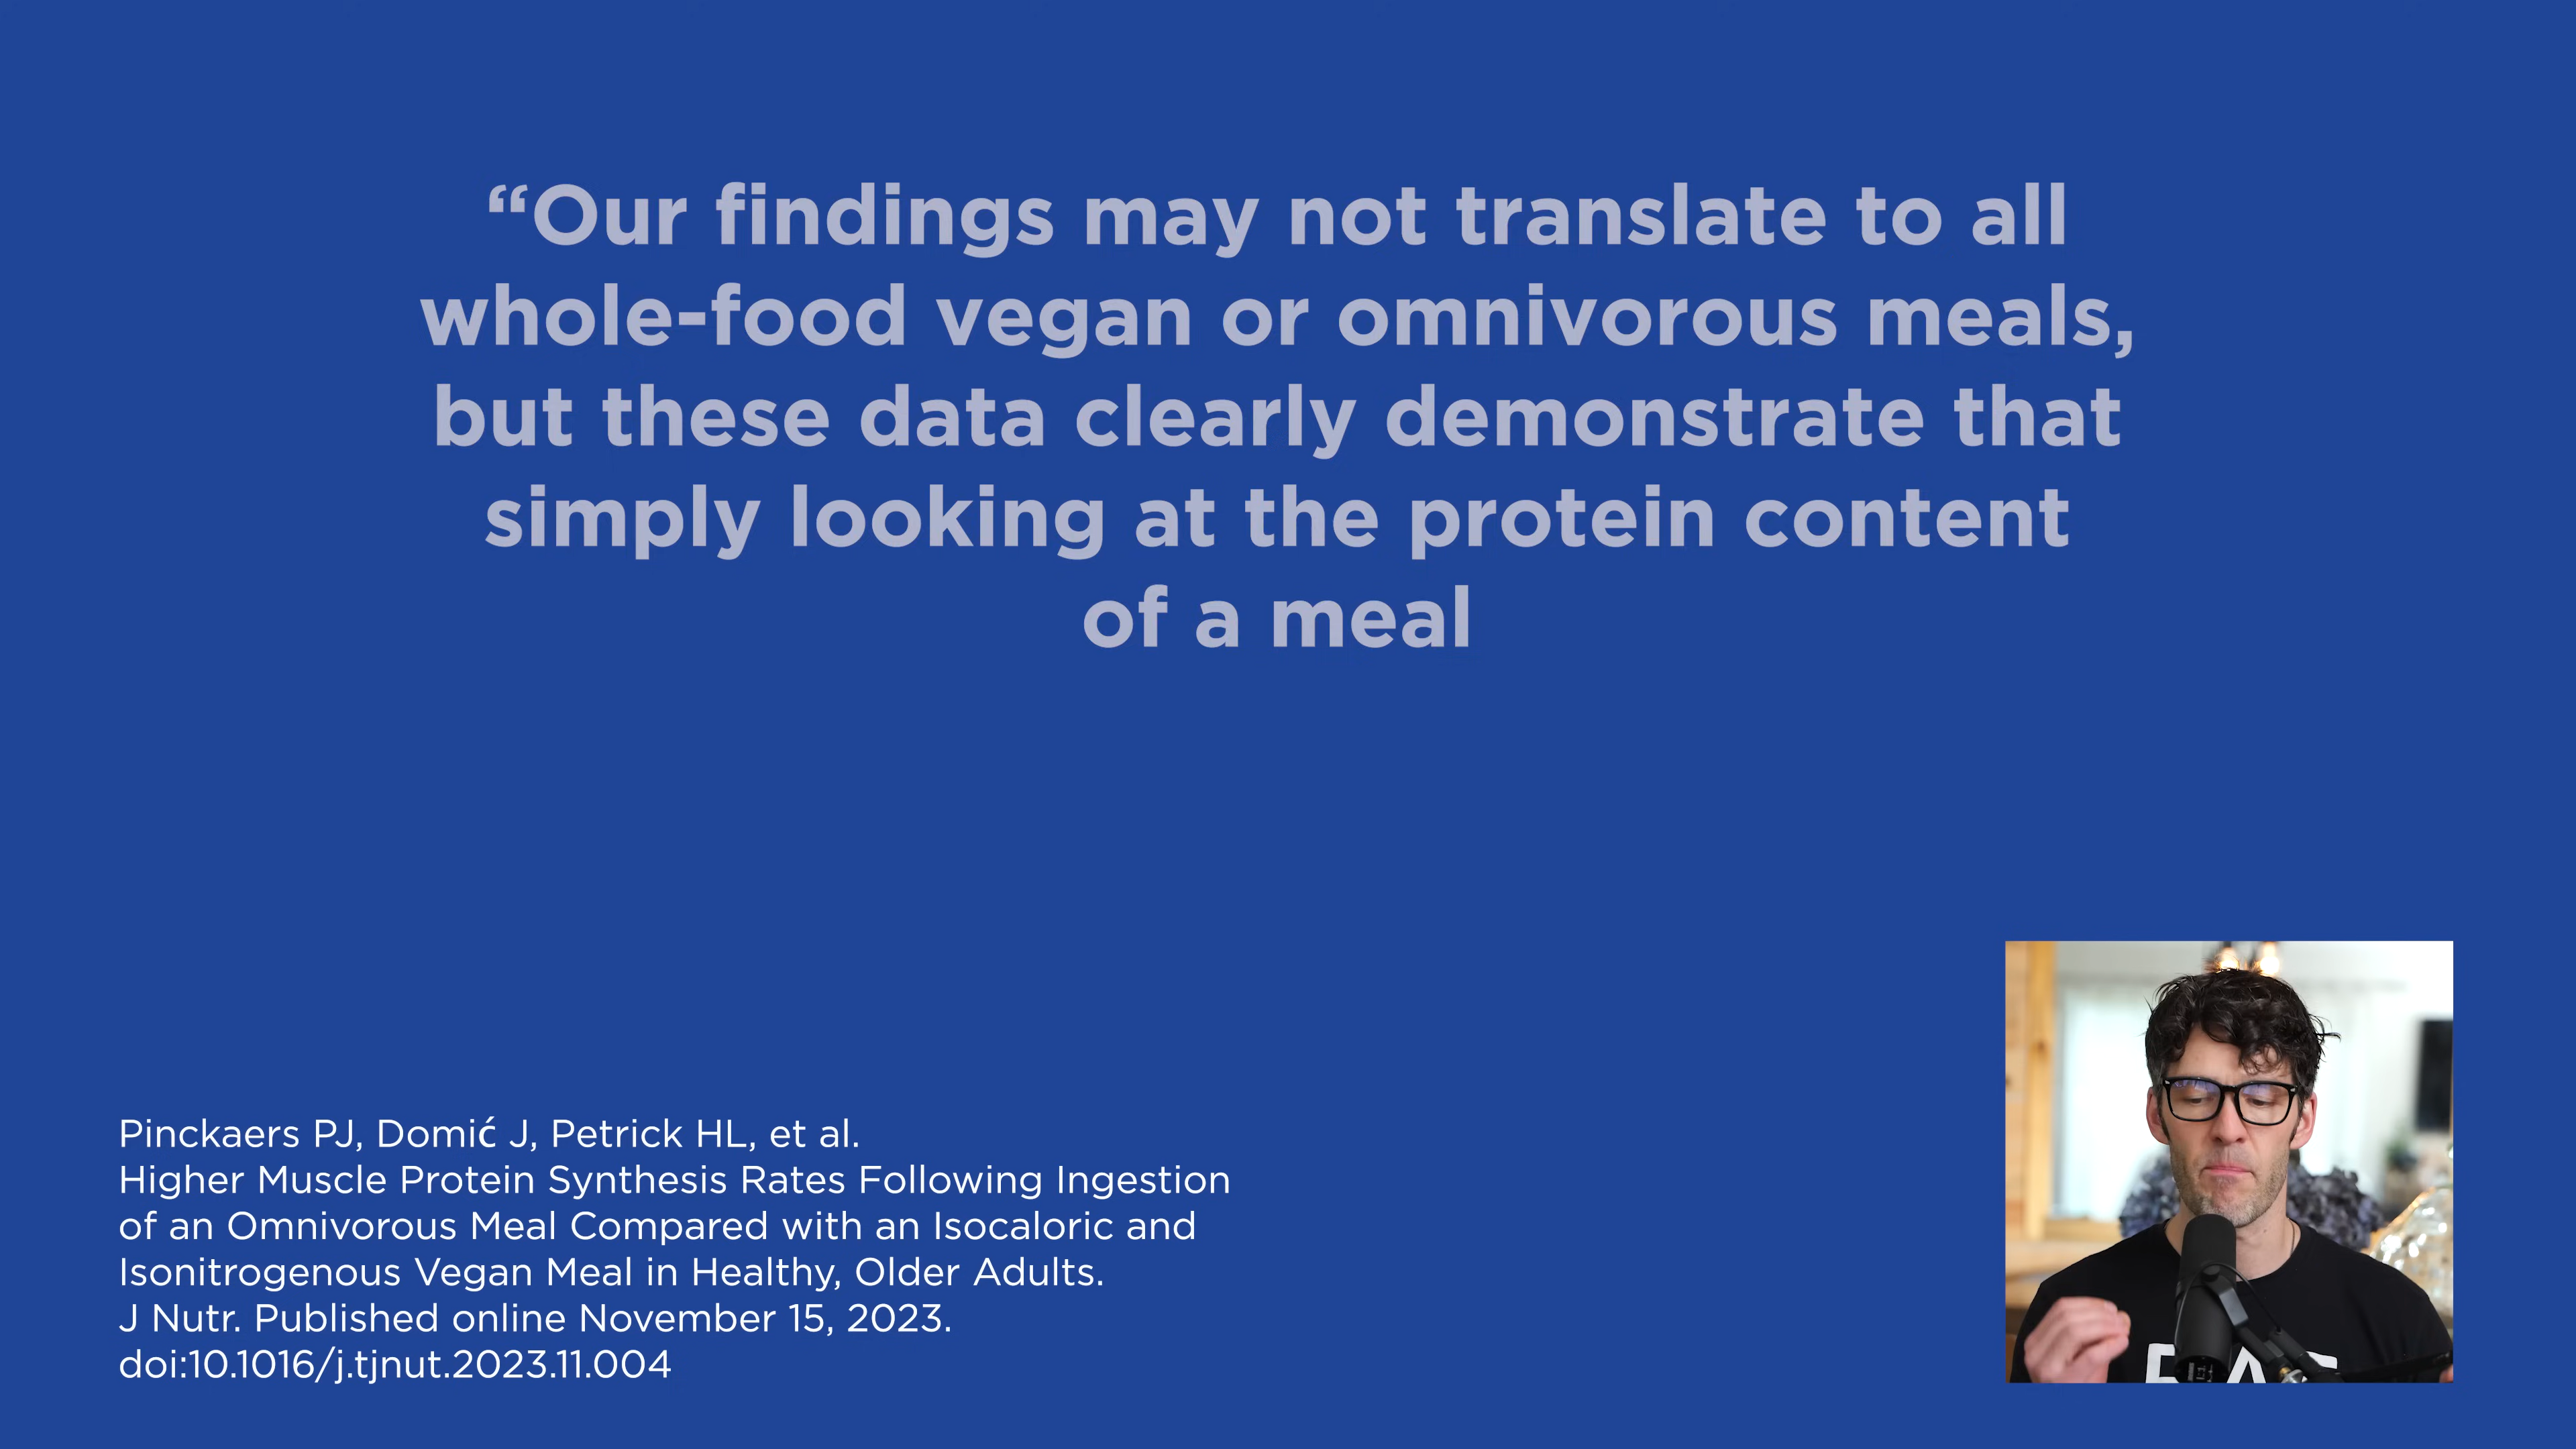 “Our findings may not translate to all
whole-food vegan or omnivorous meals,
but these data clearly demonstrate that
simply looking at the protein content
of a meal
Pinckaers PJ, Domić J, Petrick HL, et al.
Higher Muscle Protein Synthesis Rates Following Ingestion
of an Omnivorous Meal Compared with an Isocaloric and
Isonitrogenous Vegan Meal in Healthy, Older Adults.
J Nutr. Published online November 15, 2023.
doi:10.1016/j.tjnut.2023.11.004